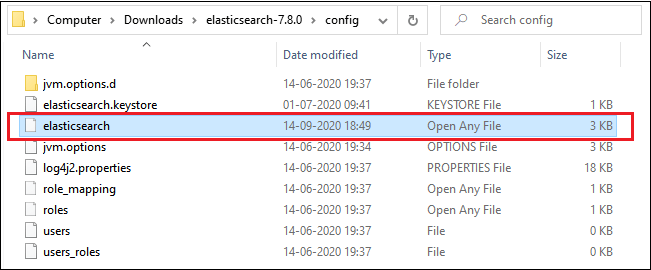 Computer > Downloads > elasticsearch-7.8.0 > config Search config
Name Date modified Type Size
jvm.options.d 14-06-2020 19:37 File folder
elasticsearch.keystore 01-07-2020 09:41 KEYSTORE File 1 KB
elasticsearch 14-09-2020 18:49 Open Any File 3 KB
jvm.options 14-06-2020 19:34 OPTIONS File 3 KB
log4j2.properties 14-06-2020 19:37 PROPERTIES File 18 KB
role_mapping 14-06-2020 19:37 Open Any File 1 KB
roles 14-06-2020 19:37 Open Any File 1 KB
users 14-06-2020 19:37 File 0 KB
users_roles 14-06-2020 19:37 File 0 KB